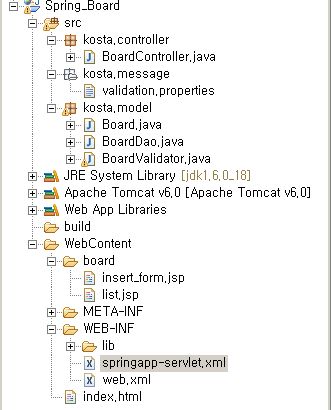 Spring_Board
src
kosta.controller
BoardController.java
kosta.message
validation.properties
kosta.model
Board.java
BoardDao.java
BoardValidator.java
JRE System Library [jdk1.6.0_18]
Apache Tomcat v6.0 [Apache Tomcat v6.0]
Web App Libraries
build
WebContent
board
insert_form.jsp
list.jsp
META-INF
WEB-INF
lib
springapp-servlet.xml
web.xml
index.html